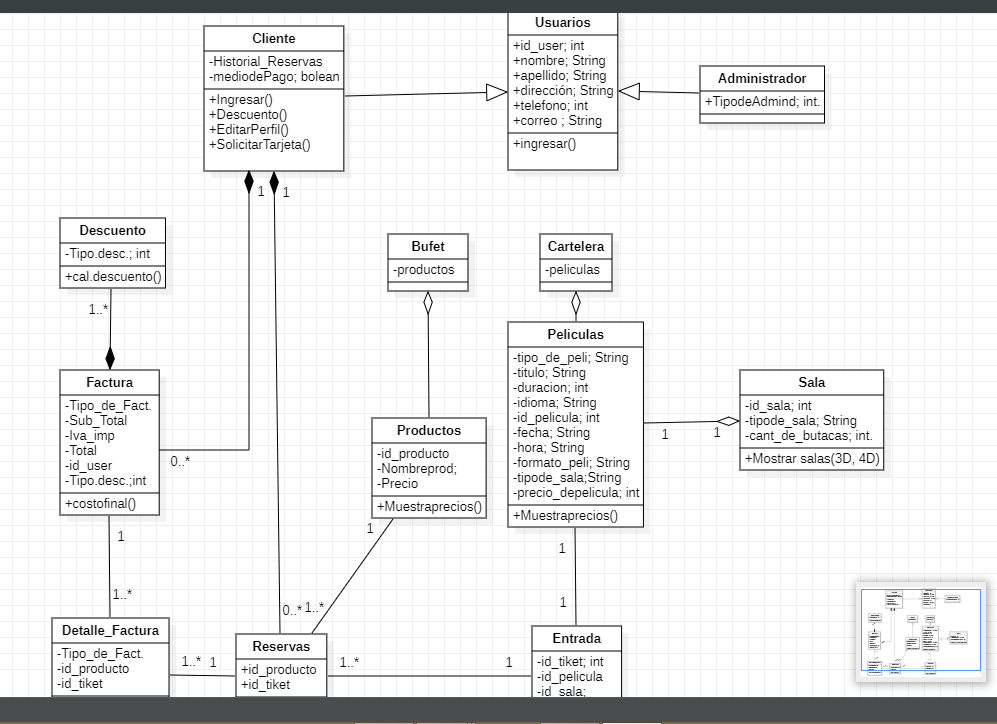 Cliente
-Historial_Reservas
-mediodePago; bolean
+Ingresar()
+Descuento()
+EditarPerfil()
+SolicitarTarjeta()
Usuarios
+id_user; int
+nombre; String
+apellido; String
+dirección; String
+telefono; int
+correo ; String
+ingresar()
Administrador
+TipodeAdmind; int.
1
1
Descuento
-Tipo.desc.; int
+cal.descuento()
1..*
Bufet
-productos
Cartelera
-peliculas
Factura
-Tipo_de_Fact.
-Sub_Total
-Iva_imp
-Total
-id_user
-Tipo.desc.;int
+costofinal()
0..*
Productos
-id_producto
-Nombreprod;
-Precio
+Muestraprecios()
Peliculas
-tipo_de_peli; String
-titulo; String
-duracion; int
-idioma; String
-id_pelicula; int
-fecha; String
-hora; String
-formato_peli; String
-tipode_sala;String
-precio_depelicula; int
+Muestraprecios()
1
1
Sala
-id_sala; int
-tipode_sala; String
-cant_de_butacas; int.
+Mostrar salas(3D, 4D)
1
1..*
1
0..*
1..*
1
1
Detalle_Factura
-Tipo_de_Fact.
-id_producto
-id_tiket
1..*
1
Reservas
+id_producto
+id_tiket
1..*
1
Entrada
-id_tiket; int
-id_pelicula
-id_sala;